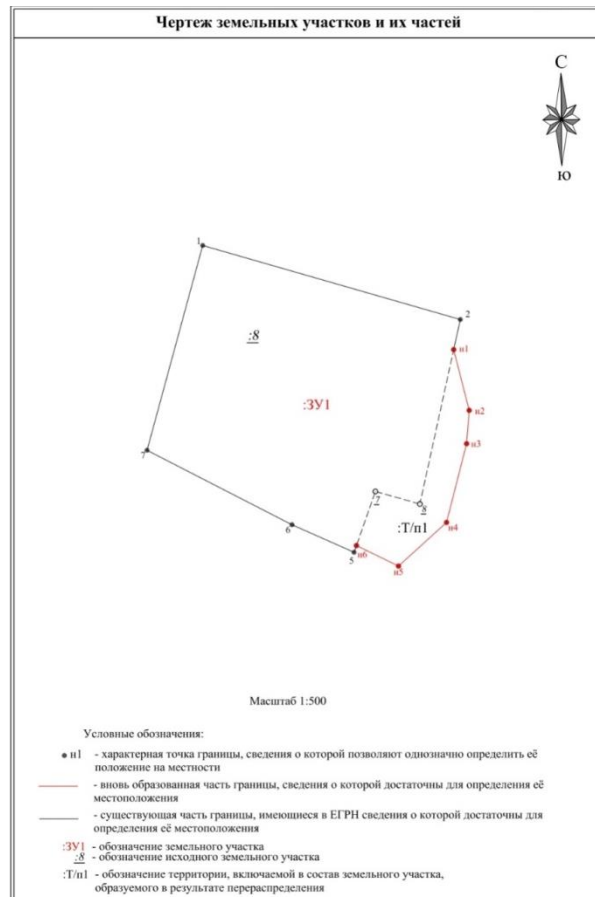 Чертеж земельных участков и их частей
С
ю
1
2
:8
н1
:ЗУ1
н2
н3
7
7
8
н4
6
:Т/п1
н6
5
н5
Масштаб 1:500
Условные обозначения:
н1 - характерная точка границы, сведения о которой позволяют однозначно определить её
положение на местности
- вновь образованная часть границы, сведения о которой достаточны для определения её
местоположения
- существующая часть границы, имеющиеся в ЕГРН сведения о которой достаточны для
определения её местоположения
:ЗУ1 - обозначение земельного участка
:8 - обозначение исходного земельного участка
:Т/п1 - обозначение территории, включаемой в состав земельного участка,
образуемого в результате перераспределения